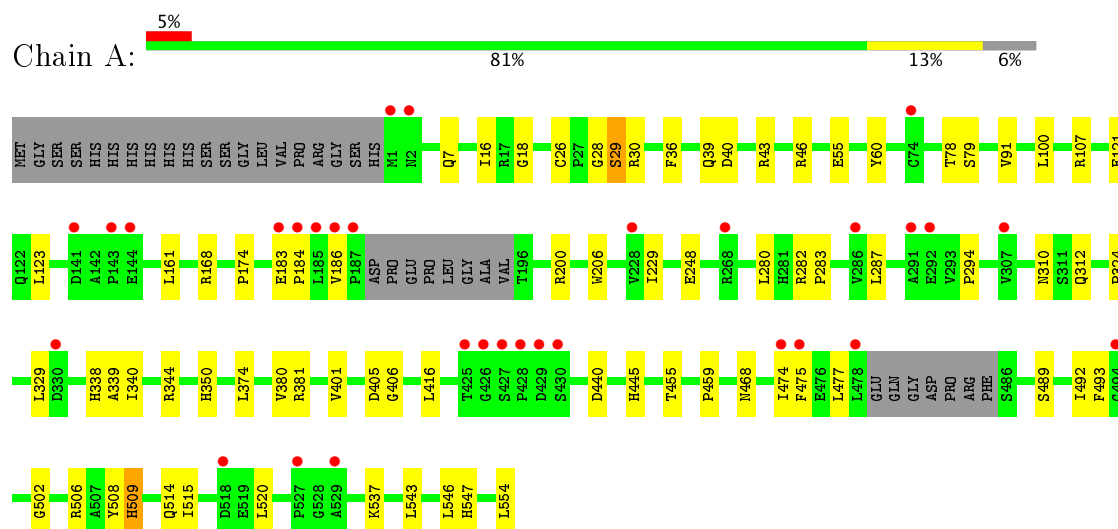 5%
Chain A:
81% 13% 6%
MET GLY SER SER HIS HIS HIS HIS HIS HIS SER SER GLY LEU VAL PRO ARG GLY SER HIS M1 N2 Q7 I16 R17 G18 C26 P27 G28 S29 R30 F36 Q39 D40 R43 R46 E55 Y60 C74 T78 S79 V91 L100 R107
Q122 L123 D141 A142 P143 E144 L161 R168 P174 E183 P184 L185 V186 P187 ASP PRO GLU PRO LEU GLY ALA VAL T196 R200 W206 V228 I229 E248 R268 L280 H281 R282 P283 V286 L287 A291 E292 V293 P294 V307 N310 S311 Q312
L329 D330 H338 A339 I340 R344 H350 L374 V380 R381 V401 D405 G406 L416 T425 G426 S427 P428 D429 S430 D440 H445 T455 P459 N468 I474 F475 E476 L477 L478 GLU GLN GLY ASP PRO ARG PHE S486 S489 I492 F493
G502 R506 A507 Y508 H509 Q514 I515 D518 E519 L520 P527 G528 A529 K537 L543 L546 H547 L554